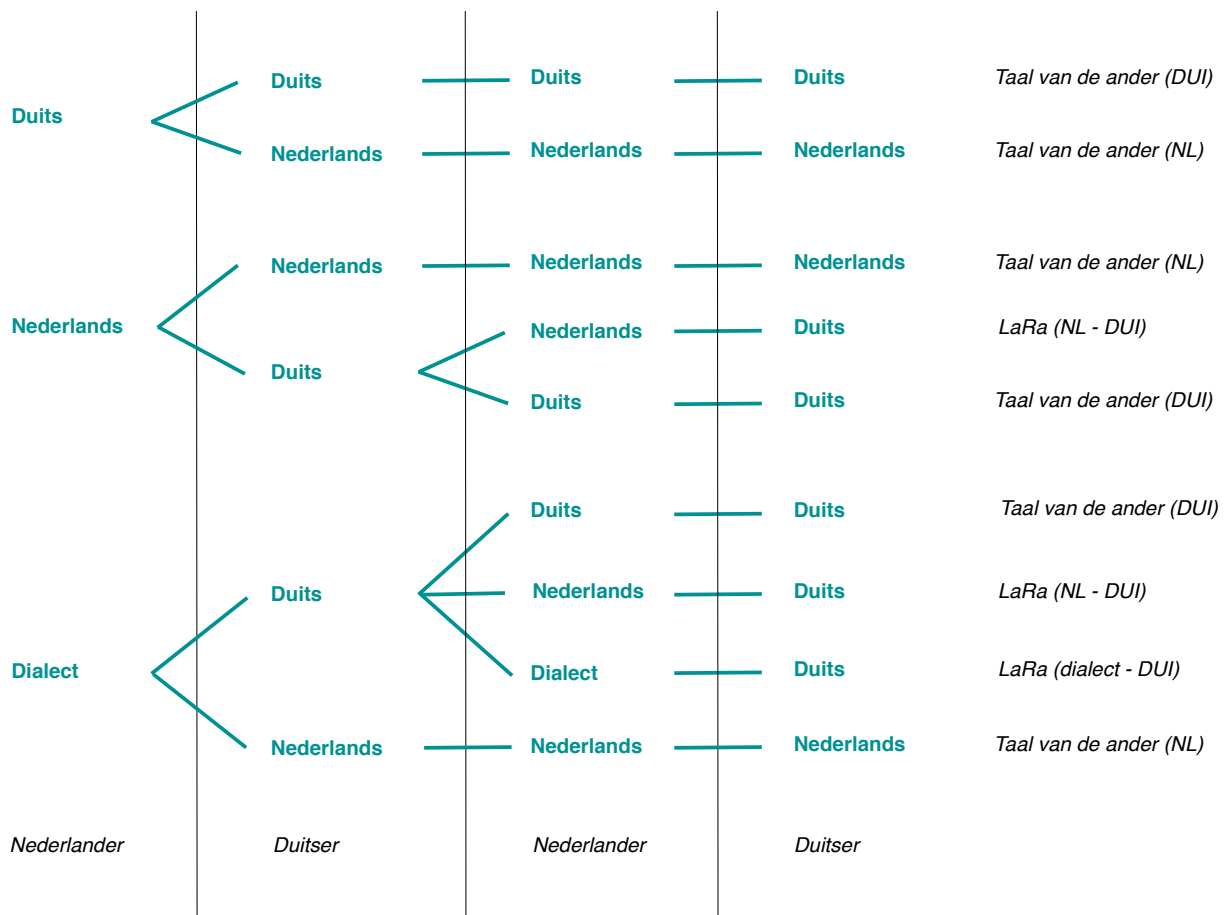 Duits Duits Duits Taal van de ander (DUI)
Duits
Nederlands Nederlands Nederlands Taal van de ander (NL)
Nederlands Nederlands Nederlands Taal van de ander (NL)
Nederlands Nederlands Duits LaRa (NL - DUI)
Duits
Duits Duits Taal van de ander (DUI)
Duits Duits Taal van de ander (DUI)
Duits Nederlands Duits LaRa (NL - DUI)
Dialect Dialect Duits LaRa (dialect - DUI)
Nederlands Nederlands Nederlands Taal van de ander (NL)
Nederlander Duitser Nederlander Duitser